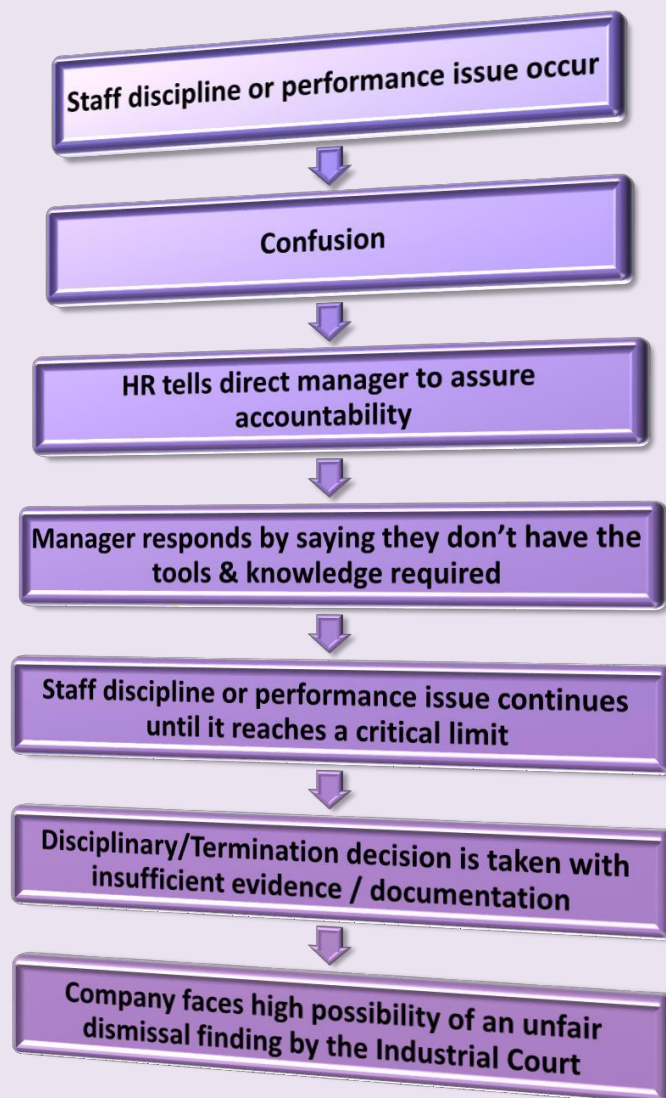 Staff discipline or performance issue occur
Confusion
HR tells direct manager to assure
accountability
Manager responds by saying they don't have the
tools & knowledge required
Staff discipline or performance issue continues
until it reaches a critical limit
Disciplinary/Termination decision is taken with
insufficient evidence / documentation
Company faces high possibility of an unfair
dismissal finding by the Industrial Court